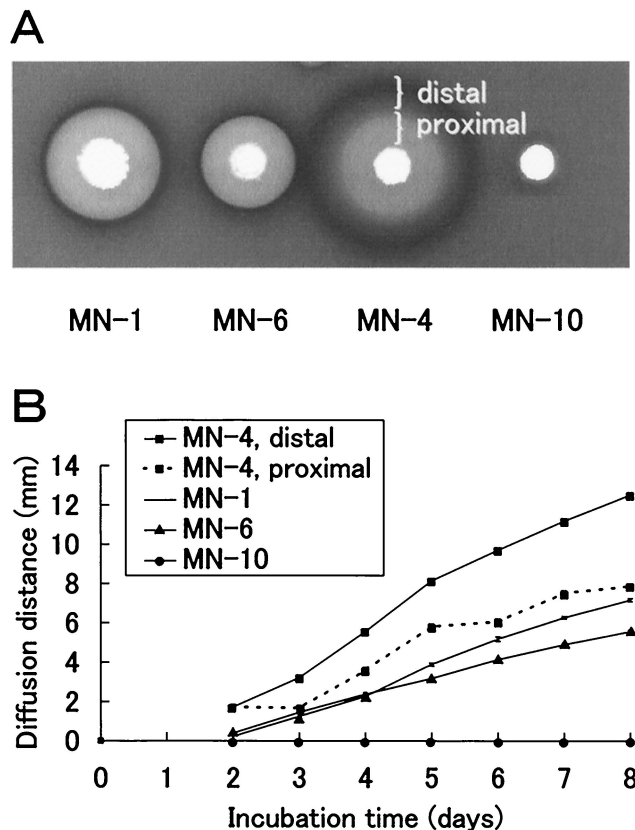 A
distal
proximal
MN-1 MN-6 MN-4 MN-10
B
MN-4, distal
MN-4, proximal
MN-1
MN-6
MN-10
Diffusion distance (mm)
14
12
10
8
6
4
2
0
0 1 2 3 4 5 6 7 8
Incubation time (days)